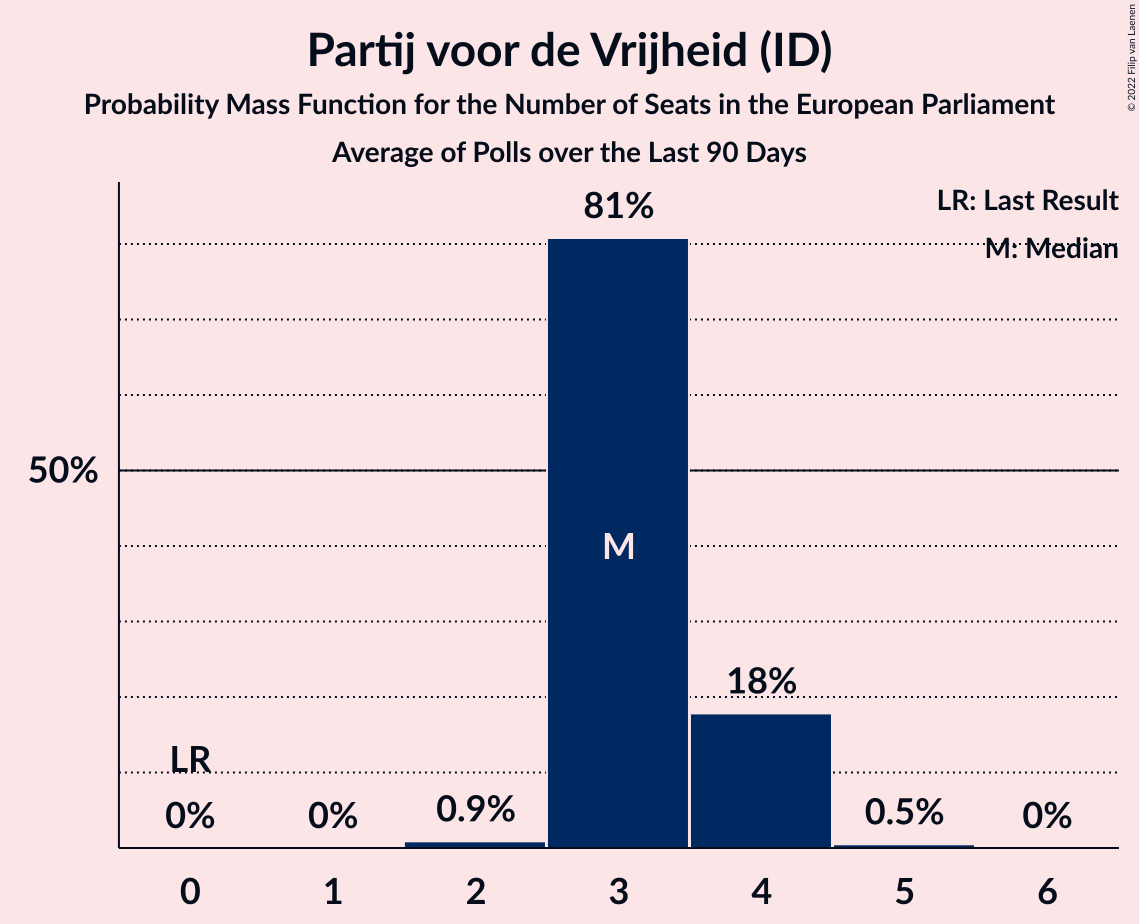 Partij voor de Vrijheid (ID)
Probability Mass Function for the Number of Seats in the European Parliament
Average of Polls over the Last 90 Days
© 2022 Filip van Laenen
LR: Last Result
M: Median
81%
50%
M
18%
LR
0%
0%
0.9%
0.5%
0%
0
1
2
3
4
5
6